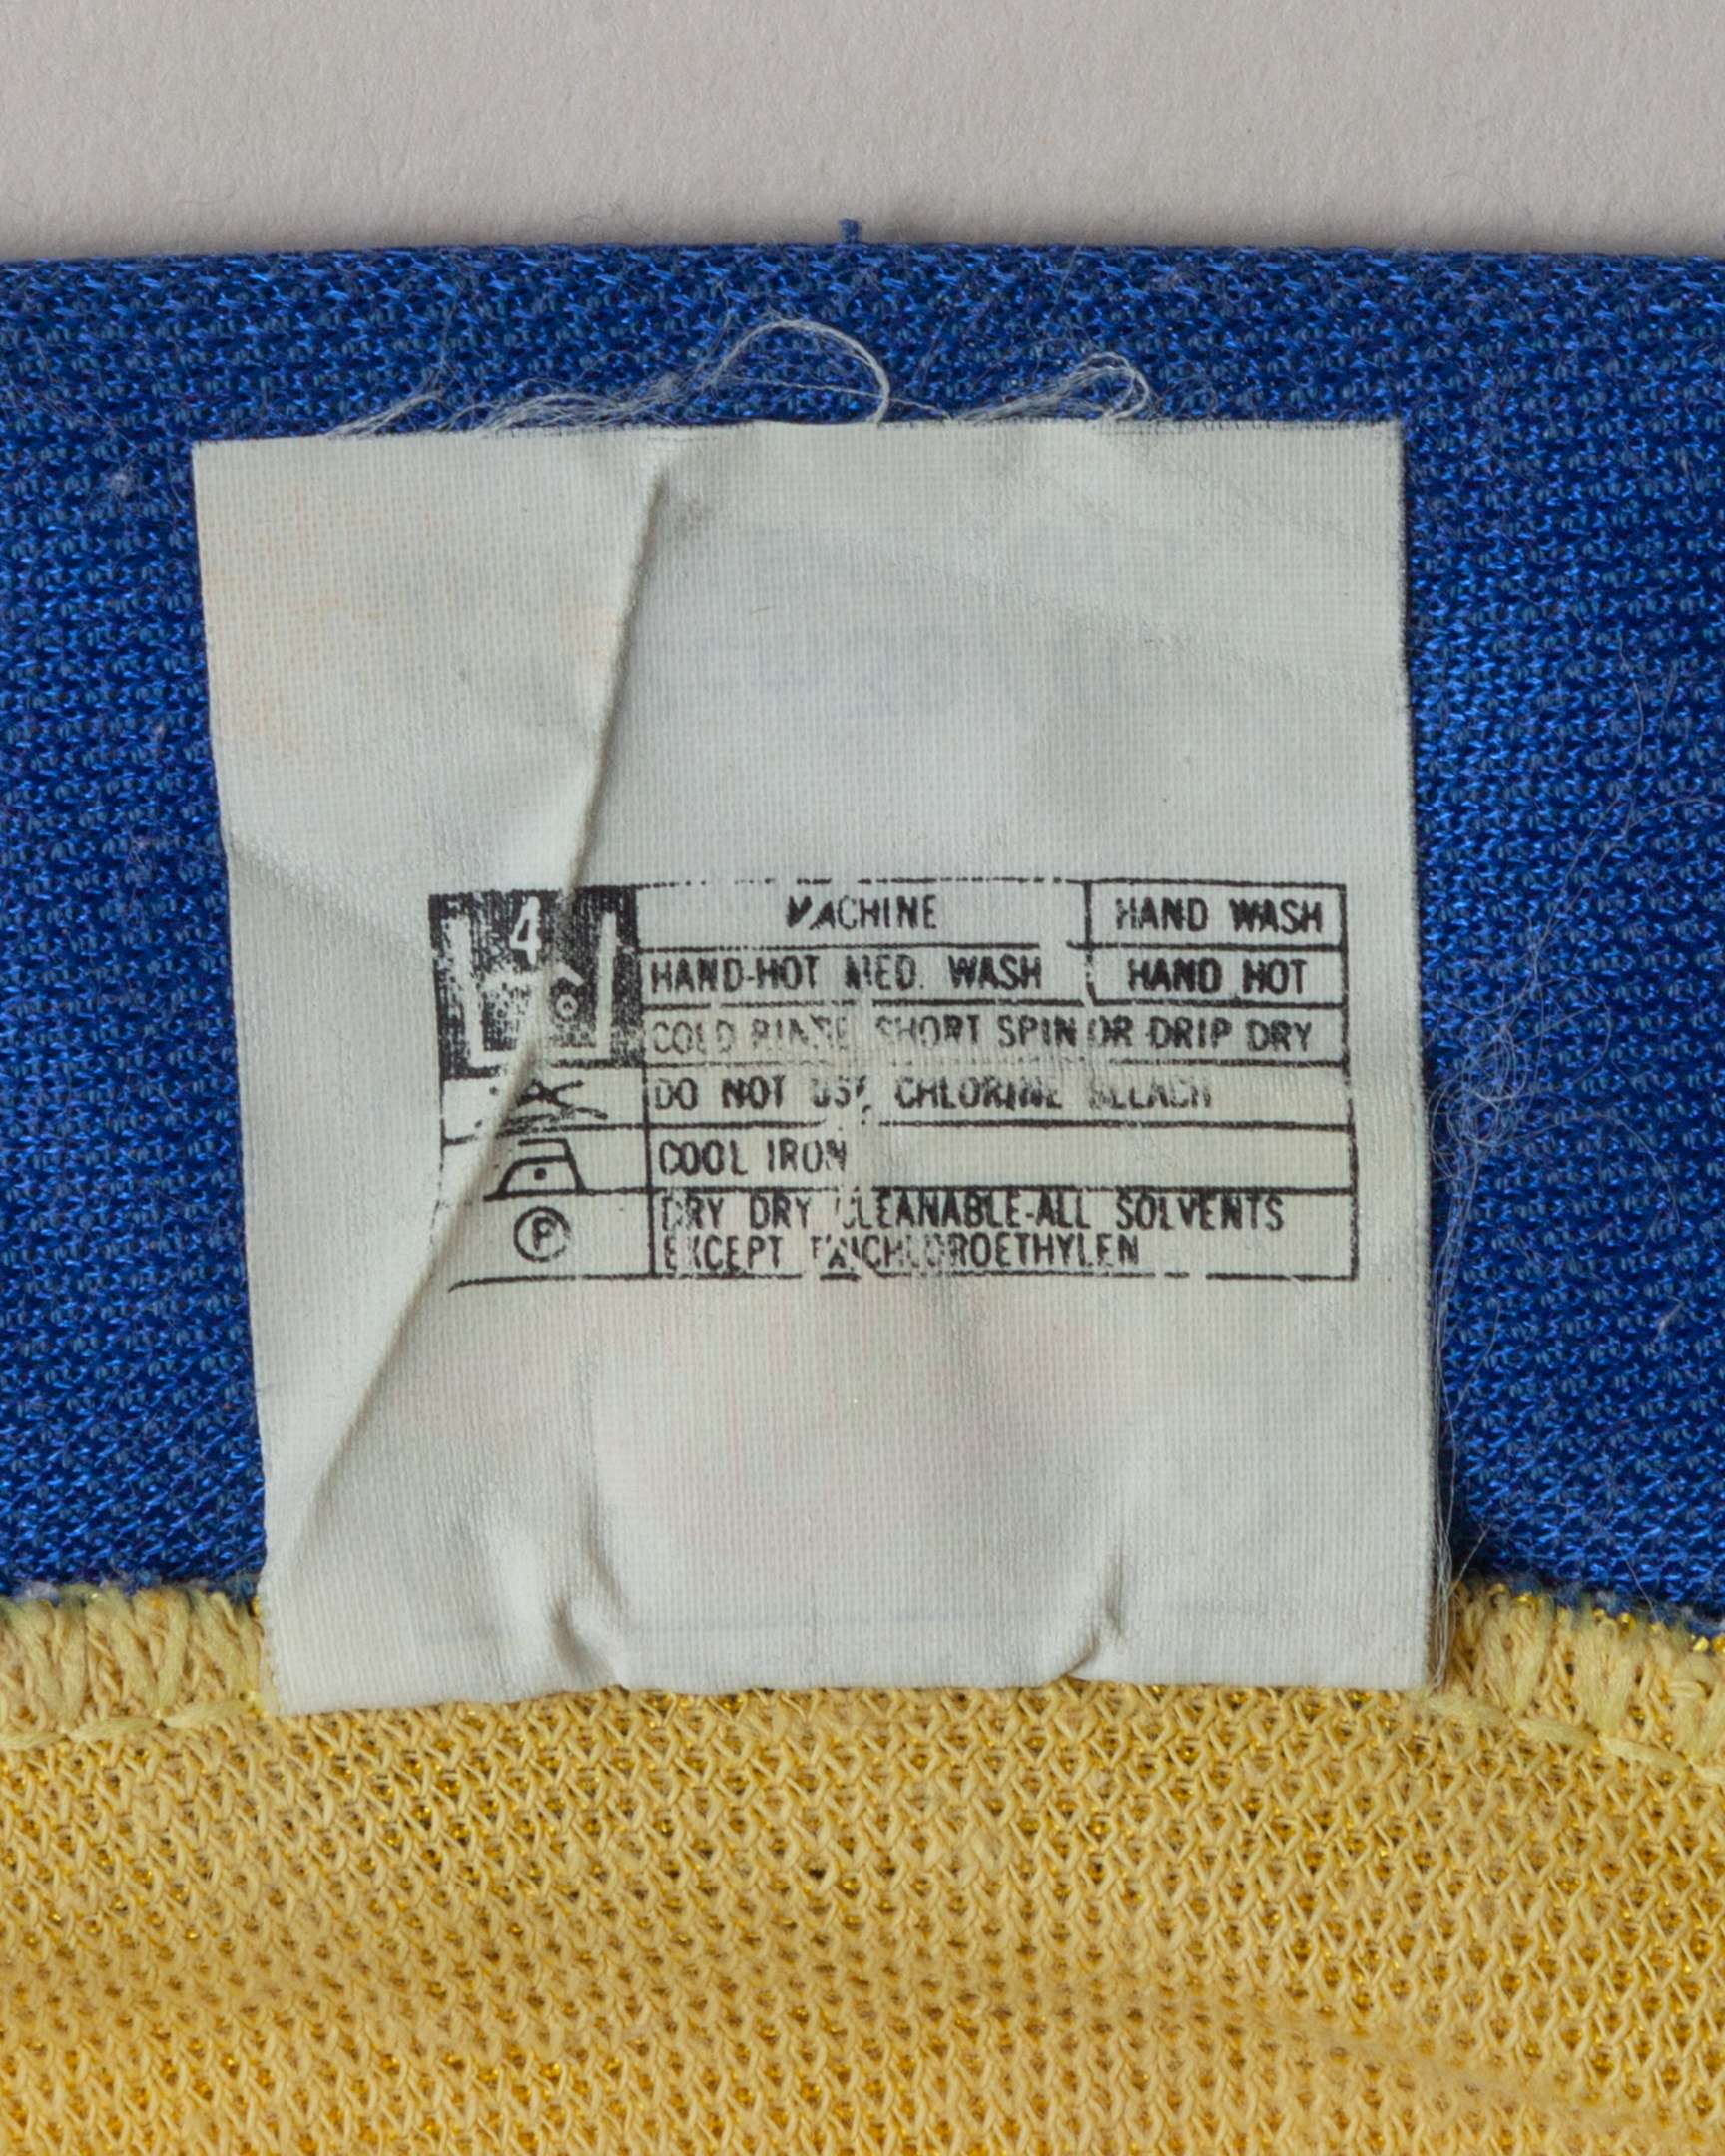 4 MACHINE HAND WASH
HAND-HOT MED. WASH HAND HOT
COLD RINSE SHORT SPIN OR DRIP DRY
DO NOT USE CHLORINE BLEACH
COOL IRON
P DRY DRY CLEANABLE-ALL SOLVENTS
EXCEPT TRICHLOROETHYLEN